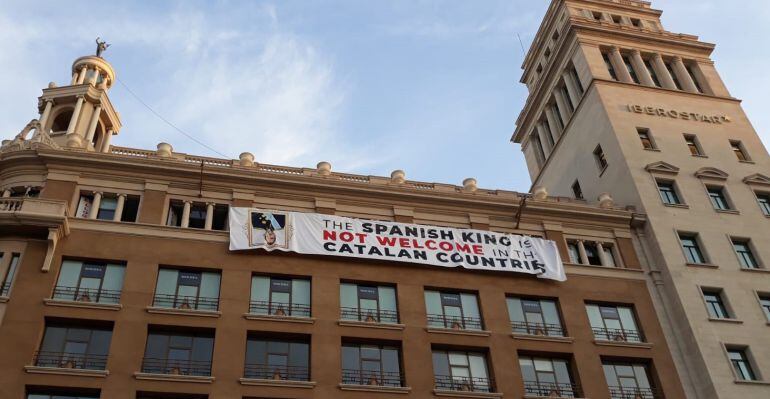 IBEROSTAR
THE SPANISH KING IS
NOT WELCOME IN THE
CATALAN COUNTRIES